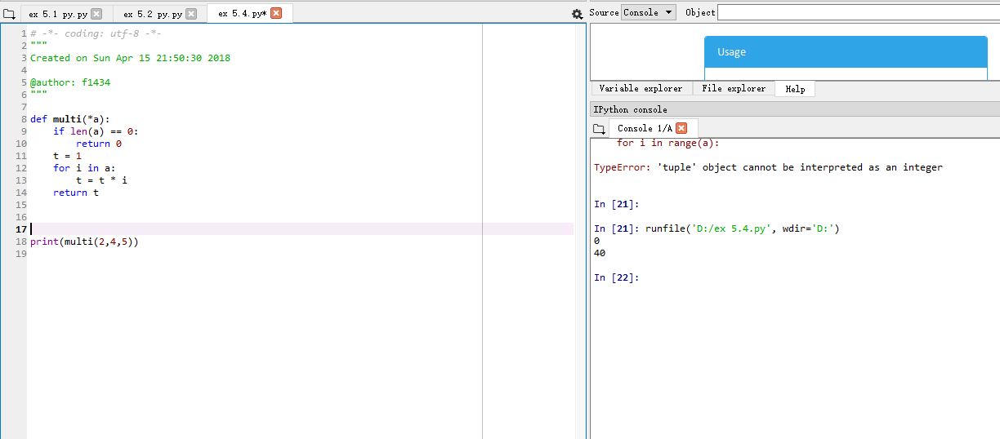 ex 5.1 py.py
ex 5.2 py.py
ex 5.4.py*
1 # -*- coding: utf-8 -*-
2 """
3 Created on Sun Apr 15 21:50:30 2018
4
5 @author: f1434
6 """
7
8 def multi(*a):
9     if len(a) == 0:
10         return 0
11     t = 1
12     for i in a:
13         t = t * i
14     return t
15
16
17
18 print(multi(2,4,5))
19
Source Console Object
Usage
Variable explorer File explorer Help
IPython console
Console 1/A
    for i in range(a):
TypeError: 'tuple' object cannot be interpreted as an integer
In [21]:
In [21]: runfile('D:/ex 5.4.py', wdir='D:')
0
40
In [22]: